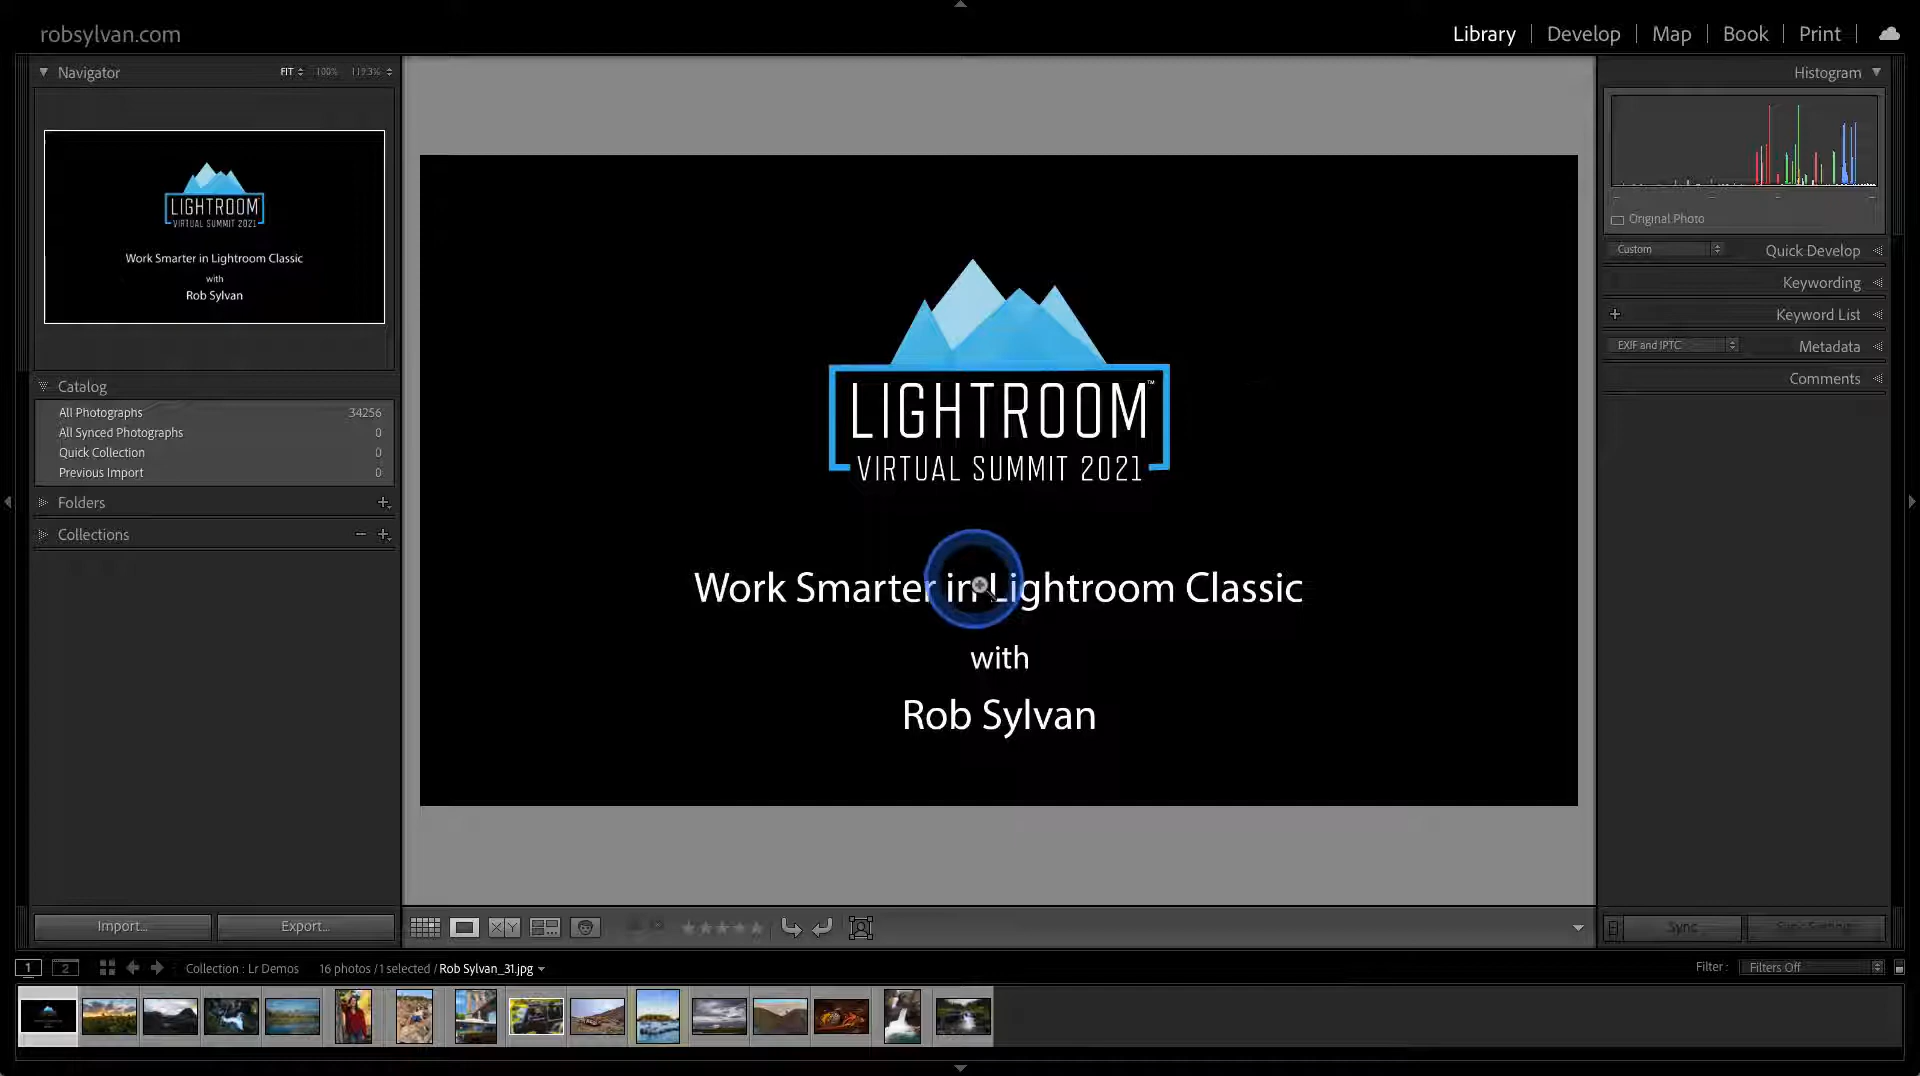 robsylvan.com
Library | Develop | Map | Book | Print |
Navigator FIT 100%
Histogram
LIGHTROOM
VIRTUAL SUMMIT 2021
Work Smarter in Lightroom Classic
with
Rob Sylvan
Original Photo
Custom Quick Develop
Keywording
Keyword List
EXIF and IPTC Metadata
Comments
Catalog
All Photographs 34256
All Synced Photographs 0
Quick Collection 0
Previous Import 0
Folders
Collections
LIGHTROOM™
VIRTUAL SUMMIT 2021
Work Smarter in Lightroom Classic
with
Rob Sylvan
Import... Export...
XY
Sync
1 2 Collection : Lr Demos 16 photos / 1 selected / Rob Sylvan_31.jpg
Filter : Filters Off